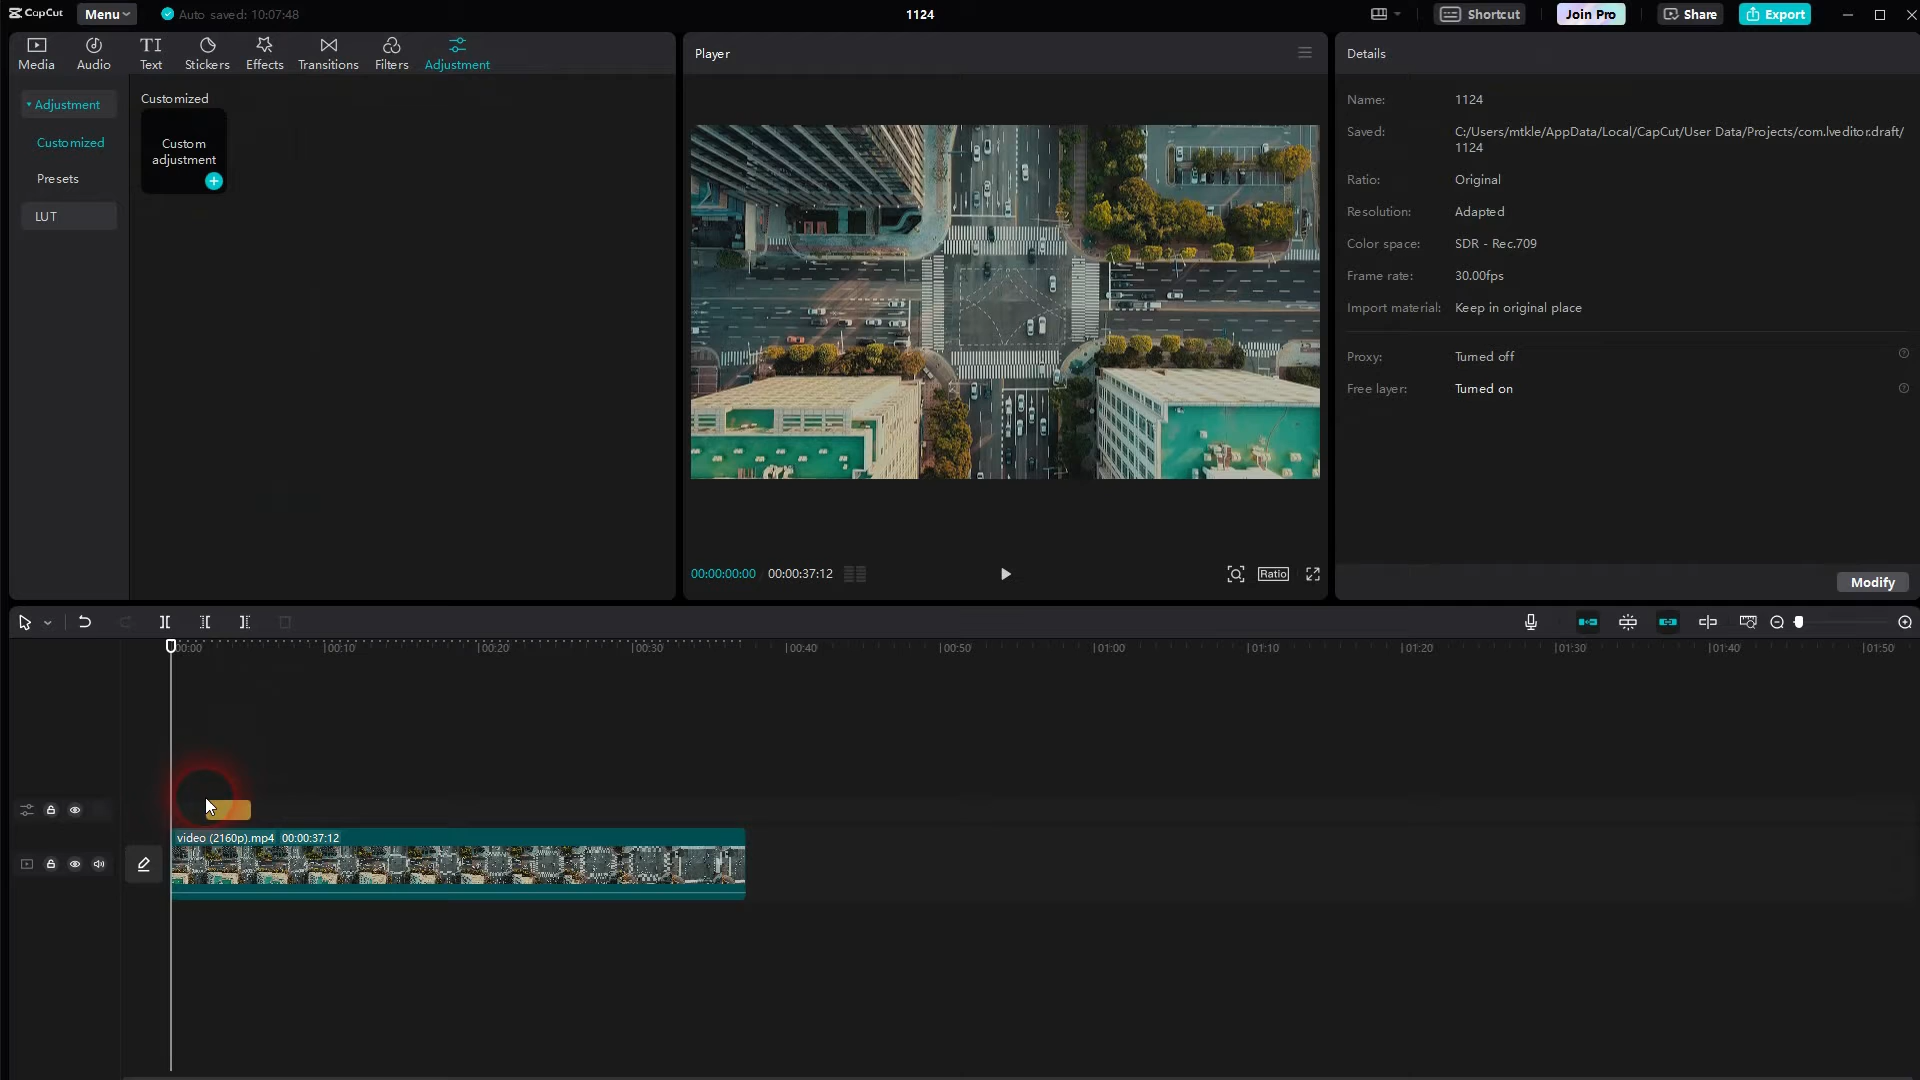 CapCut
Menu
Auto saved: 10:07:48
1124
Shortcut
Join Pro
Share
Export
Media
Audio
Text
Stickers
Effects
Transitions
Filters
Adjustment
Adjustment
Customized
Presets
LUT
Customized
Custom
adjustment
Player
00:00:00:00
00:00:37:12
Ratio
Details
Name: 1124
Saved: C:/Users/mtkle/AppData/Local/CapCut/User Data/Projects/com.lveditor.draft/
1124
Ratio: Original
Resolution: Adapted
Color space: SDR - Rec.709
Frame rate: 30.00fps
Import material: Keep in original place
Proxy: Turned off
Free layer: Turned on
Modify
00:00
00:10
00:20
00:30
00:40
00:50
01:00
01:10
01:20
01:30
01:40
01:50
video (2160p).mp4 00:00:37:12